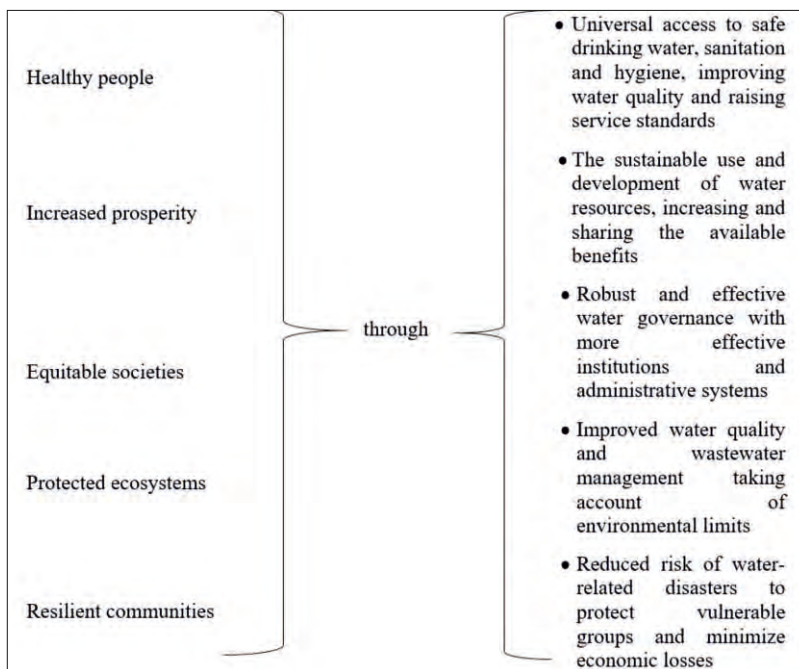 Healthy people
Increased prosperity
Equitable societies
Protected ecosystems
Resilient communities
through
• Universal access to safe
drinking water, sanitation
and hygiene, improving
water quality and raising
service standards
• The sustainable use and
development of water
resources, increasing and
sharing the available
benefits
• Robust and effective
water governance with
more effective
institutions and
administrative systems
• Improved water quality
and wastewater
management taking
account of
environmental limits
• Reduced risk of water-
related disasters to
protect vulnerable
groups and minimize
economic losses